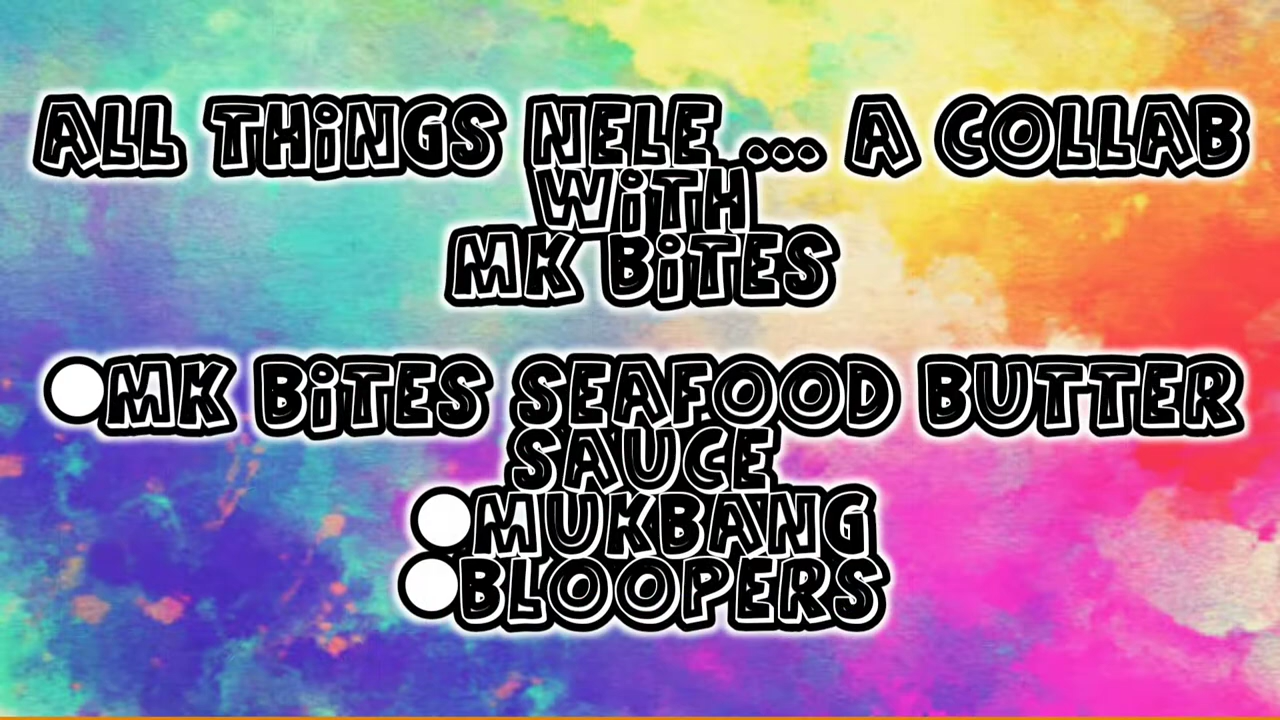 ALL THiNGS NELE ... A COLLAB
WiTH
MK BiTES
●MK BiTES SEAFOOD BUTTER
SAUCE
●MUKBANG
●BLOOPERS